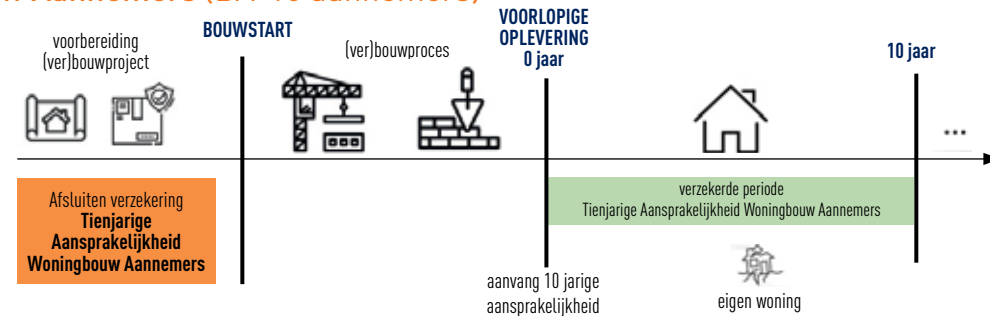 voorbereiding
(ver)bouwproject
BOUWSTART
(ver)bouwproces
VOORLOPIGE
OPLEVERING
0 jaar
10 jaar
...
Afsluiten verzekering
Tienjarige
Aansprakelijkheid
Woningbouw Aannemers
verzekerde periode
Tienjarige Aansprakelijkheid Woningbouw Aannemers
aanvang 10 jarige
aansprakelijkheid
eigen woning